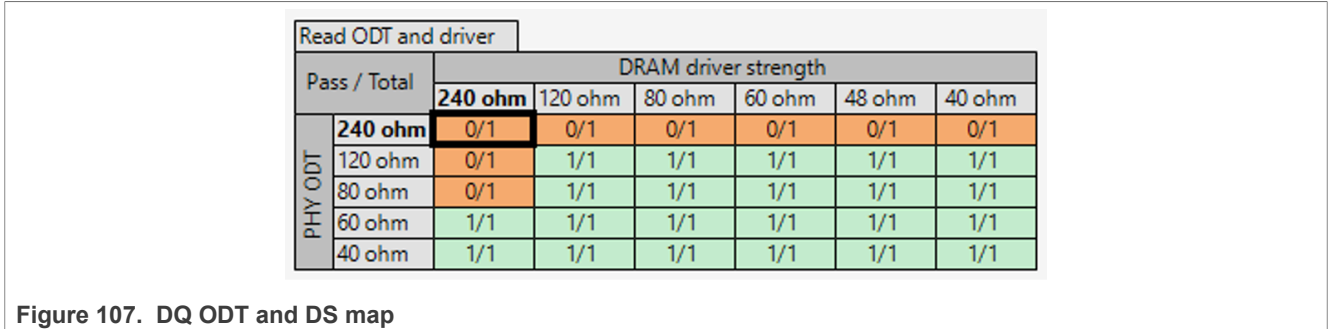 Read ODT and driver
Pass / Total
DRAM driver strength
240 ohm 120 ohm 80 ohm 60 ohm 48 ohm 40 ohm
PHY ODT
240 ohm 0/1 0/1 0/1 0/1 0/1 0/1
120 ohm 0/1 1/1 1/1 1/1 1/1 1/1
80 ohm 0/1 1/1 1/1 1/1 1/1 1/1
60 ohm 1/1 1/1 1/1 1/1 1/1 1/1
40 ohm 1/1 1/1 1/1 1/1 1/1 1/1
Figure 107. DQ ODT and DS map